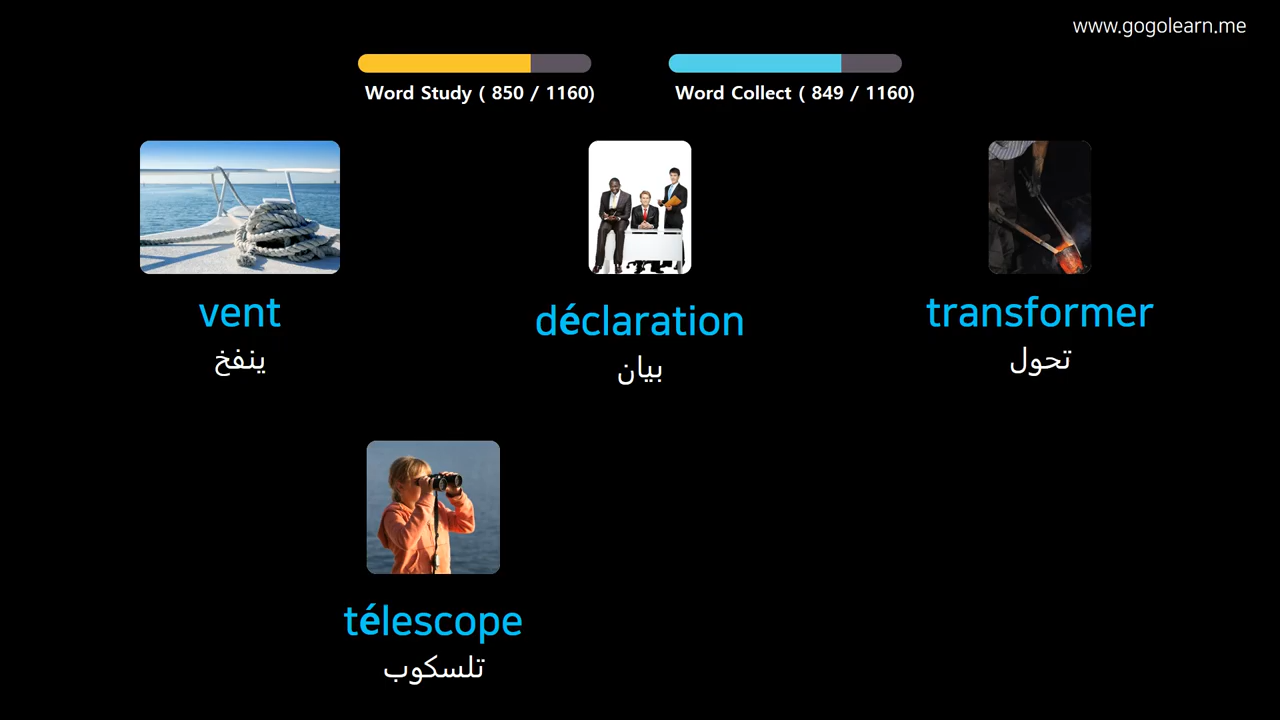 www.gogolearn.me
Word Study ( 850 / 1160)
Word Collect ( 849 / 1160)
vent
ينفخ
déclaration
بيان
transformer
تحول
télescope
تلسكوب